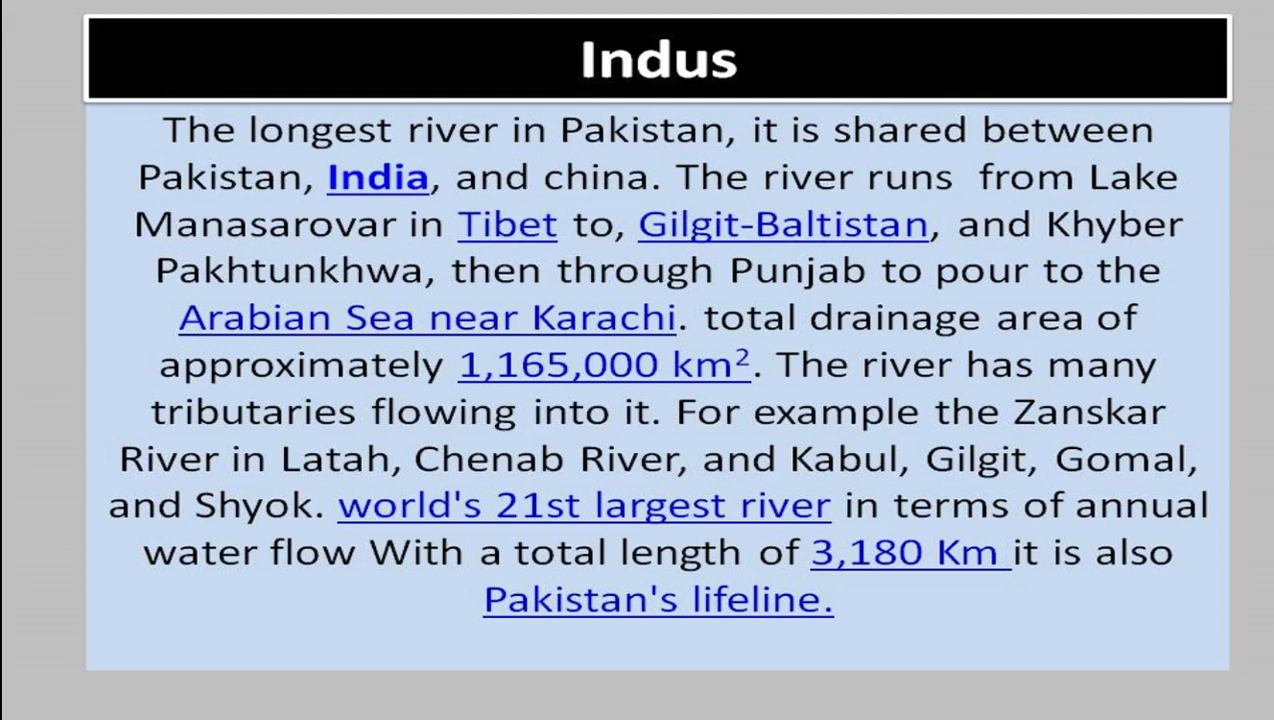 Indus
The longest river in Pakistan, it is shared between
Pakistan, India, and china. The river runs  from Lake
Manasarovar in Tibet to, Gilgit-Baltistan, and Khyber
Pakhtunkhwa, then through Punjab to pour to the
Arabian Sea near Karachi. total drainage area of
approximately 1,165,000 km². The river has many
tributaries flowing into it. For example the Zanskar
River in Latah, Chenab River, and Kabul, Gilgit, Gomal,
and Shyok. world's 21st largest river in terms of annual
water flow With a total length of 3,180 Km it is also
Pakistan's lifeline.